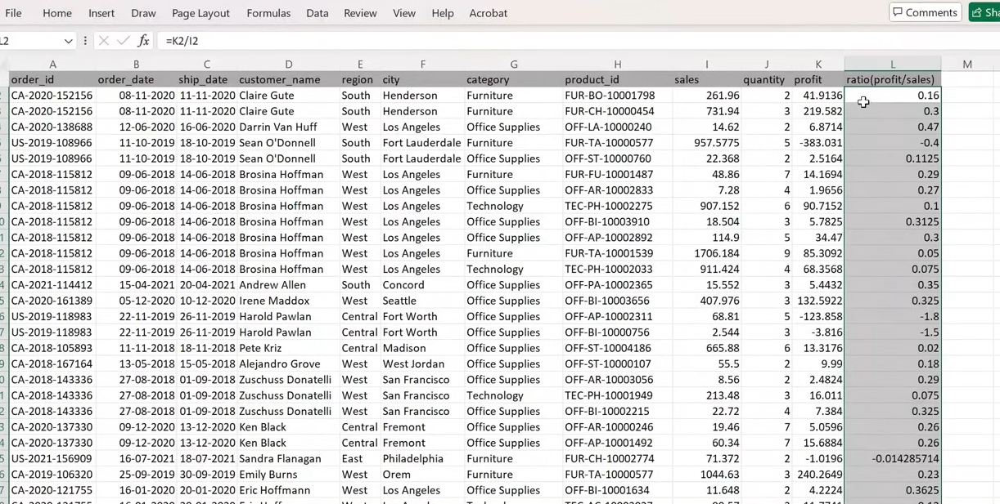 File Home Insert Draw Page Layout Formulas Data Review View Help Acrobat Comments Sha
L2 fx =K2/I2
A B C D E F G H I J K L M
order_id order_date ship_date customer_name region city category product_id sales quantity profit ratio(profit/sales)
2 CA-2020-152156 08-11-2020 11-11-2020 Claire Gute South Henderson Furniture FUR-BO-10001798 261.96 2 41.9136 0.16
3 CA-2020-152156 08-11-2020 11-11-2020 Claire Gute South Henderson Furniture FUR-CH-10000454 731.94 3 219.582 0.3
CA-2020-138688 12-06-2020 16-06-2020 Darrin Van Huff West Los Angeles Office Supplies OFF-LA-10000240 14.62 2 6.8714 0.47
US-2019-108966 11-10-2019 18-10-2019 Sean O'Donnell South Fort Lauderdale Furniture FUR-TA-10000577 957.5775 5 -383.031 -0.4
US-2019-108966 11-10-2019 18-10-2019 Sean O'Donnell South Fort Lauderdale Office Supplies OFF-ST-10000760 22.368 2 2.5164 0.1125
CA-2018-115812 09-06-2018 14-06-2018 Brosina Hoffman West Los Angeles Furniture FUR-FU-10001487 48.86 7 14.1694 0.29
CA-2018-115812 09-06-2018 14-06-2018 Brosina Hoffman West Los Angeles Office Supplies OFF-AR-10002833 7.28 4 1.9656 0.27
CA-2018-115812 09-06-2018 14-06-2018 Brosina Hoffman West Los Angeles Technology TEC-PH-10002275 907.152 6 90.7152 0.1
0 CA-2018-115812 09-06-2018 14-06-2018 Brosina Hoffman West Los Angeles Office Supplies OFF-BI-10003910 18.504 3 5.7825 0.3125
1 CA-2018-115812 09-06-2018 14-06-2018 Brosina Hoffman West Los Angeles Office Supplies OFF-AP-10002892 114.9 5 34.47 0.3
2 CA-2018-115812 09-06-2018 14-06-2018 Brosina Hoffman West Los Angeles Furniture FUR-TA-10001539 1706.184 9 85.3092 0.05
3 CA-2018-115812 09-06-2018 14-06-2018 Brosina Hoffman West Los Angeles Technology TEC-PH-10002033 911.424 4 68.3568 0.075
4 CA-2021-114412 15-04-2021 20-04-2021 Andrew Allen South Concord Office Supplies OFF-PA-10002365 15.552 3 5.4432 0.35
5 CA-2020-161389 05-12-2020 10-12-2020 Irene Maddox West Seattle Office Supplies OFF-BI-10003656 407.976 3 132.5922 0.325
6 US-2019-118983 22-11-2019 26-11-2019 Harold Pawlan Central Fort Worth Office Supplies OFF-AP-10002311 68.81 5 -123.858 -1.8
7 US-2019-118983 22-11-2019 26-11-2019 Harold Pawlan Central Fort Worth Office Supplies OFF-BI-10000756 2.544 3 -3.816 -1.5
8 CA-2018-105893 11-11-2018 18-11-2018 Pete Kriz Central Madison Office Supplies OFF-ST-10004186 665.88 6 13.3176 0.02
9 CA-2018-167164 13-05-2018 15-05-2018 Alejandro Grove West West Jordan Office Supplies OFF-ST-10000107 55.5 2 9.99 0.18
0 CA-2018-143336 27-08-2018 01-09-2018 Zuschuss Donatelli West San Francisco Office Supplies OFF-AR-10003056 8.56 2 2.4824 0.29
1 CA-2018-143336 27-08-2018 01-09-2018 Zuschuss Donatelli West San Francisco Technology TEC-PH-10001949 213.48 3 16.011 0.075
2 CA-2018-143336 27-08-2018 01-09-2018 Zuschuss Donatelli West San Francisco Office Supplies OFF-BI-10002215 22.72 4 7.384 0.325
3 CA-2020-137330 09-12-2020 13-12-2020 Ken Black Central Fremont Office Supplies OFF-AR-10000246 19.46 7 5.0596 0.26
4 CA-2020-137330 09-12-2020 13-12-2020 Ken Black Central Fremont Office Supplies OFF-AP-10001492 60.34 7 15.6884 0.26
5 US-2021-156909 16-07-2021 18-07-2021 Sandra Flanagan East Philadelphia Furniture FUR-CH-10002774 71.372 2 -1.0196 -0.014285714
6 CA-2019-106320 25-09-2019 30-09-2019 Emily Burns West Orem Furniture FUR-TA-10000577 1044.63 3 240.2649 0.23
7 CA-2020-121755 16-01-2020 20-01-2020 Eric Hoffmann West Los Angeles Office Supplies OFF-BI-10001634 11.648 2 4.2224 0.3625